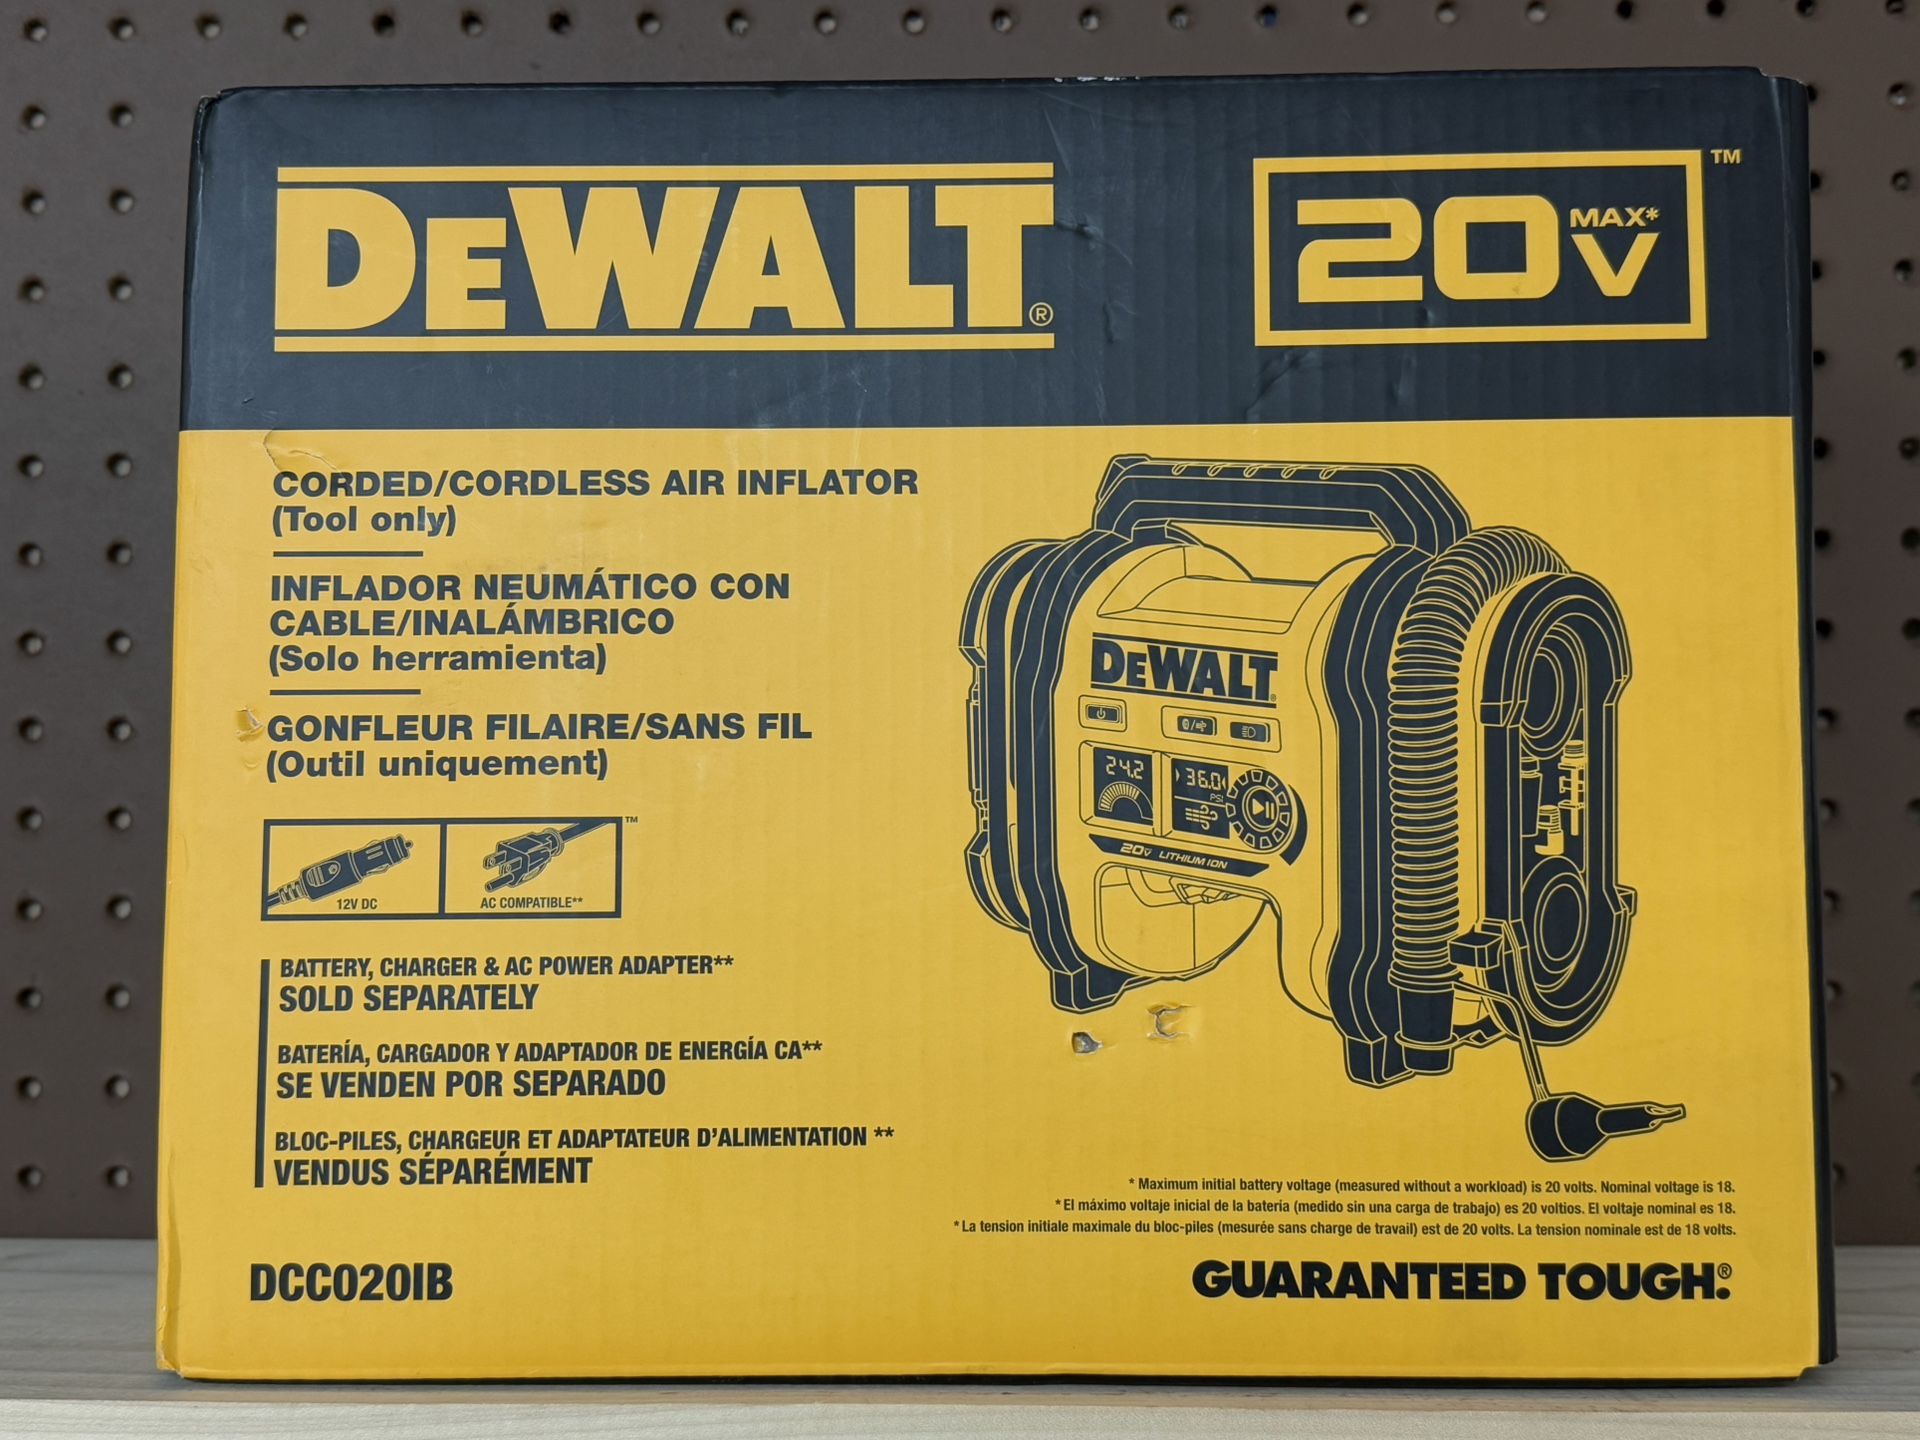 DEWALT®
20V MAX* ™
CORDED/CORDLESS AIR INFLATOR
(Tool only)
INFLADOR NEUMÁTICO CON
CABLE/INALÁMBRICO
(Solo herramienta)
GONFLEUR FILAIRE/SANS FIL
(Outil uniquement)
DEWALT
24.2
36.0
PSI
20V LITHIUM ION
™
12V DC
AC COMPATIBLE**
BATTERY, CHARGER & AC POWER ADAPTER**
SOLD SEPARATELY
BATERÍA, CARGADOR Y ADAPTADOR DE ENERGÍA CA**
SE VENDEN POR SEPARADO
BLOC-PILES, CHARGEUR ET ADAPTATEUR D'ALIMENTATION **
VENDUS SÉPARÉMENT
* Maximum initial battery voltage (measured without a workload) is 20 volts. Nominal voltage is 18.
* El máximo voltaje inicial de la batería (medido sin una carga de trabajo) es 20 voltios. El voltaje nominal es 18.
* La tension initiale maximale du bloc-piles (mesurée sans charge de travail) est de 20 volts. La tension nominale est de 18 volts.
DCC020IB
GUARANTEED TOUGH.®